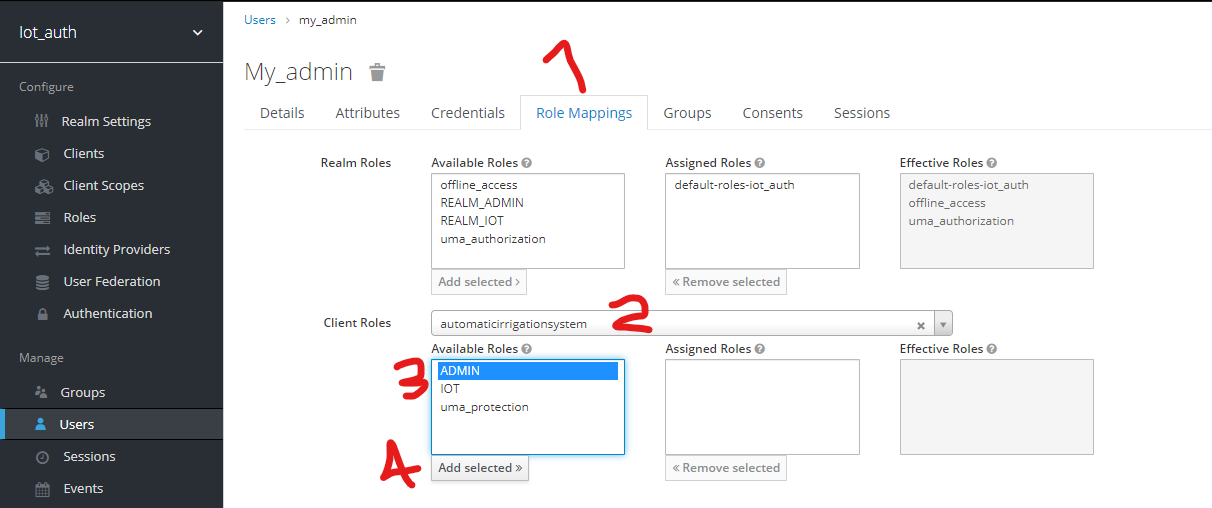 Iot_auth
Configure
Realm Settings
Clients
Client Scopes
Roles
Identity Providers
User Federation
Authentication
Manage
Groups
Users
Sessions
Events
Users > my_admin
1
My_admin
Details Attributes Credentials Role Mappings Groups Consents Sessions
Realm Roles Available Roles ? Assigned Roles ? Effective Roles ?
offline_access default-roles-iot_auth default-roles-iot_auth
REALM_ADMIN offline_access
REALM_IOT uma_authorization
uma_authorization
Add selected > « Remove selected
Client Roles automaticirrigationsystem 2 ×
Available Roles ? Assigned Roles ? Effective Roles ?
3 ADMIN
IOT
uma_protection
4 Add selected » « Remove selected